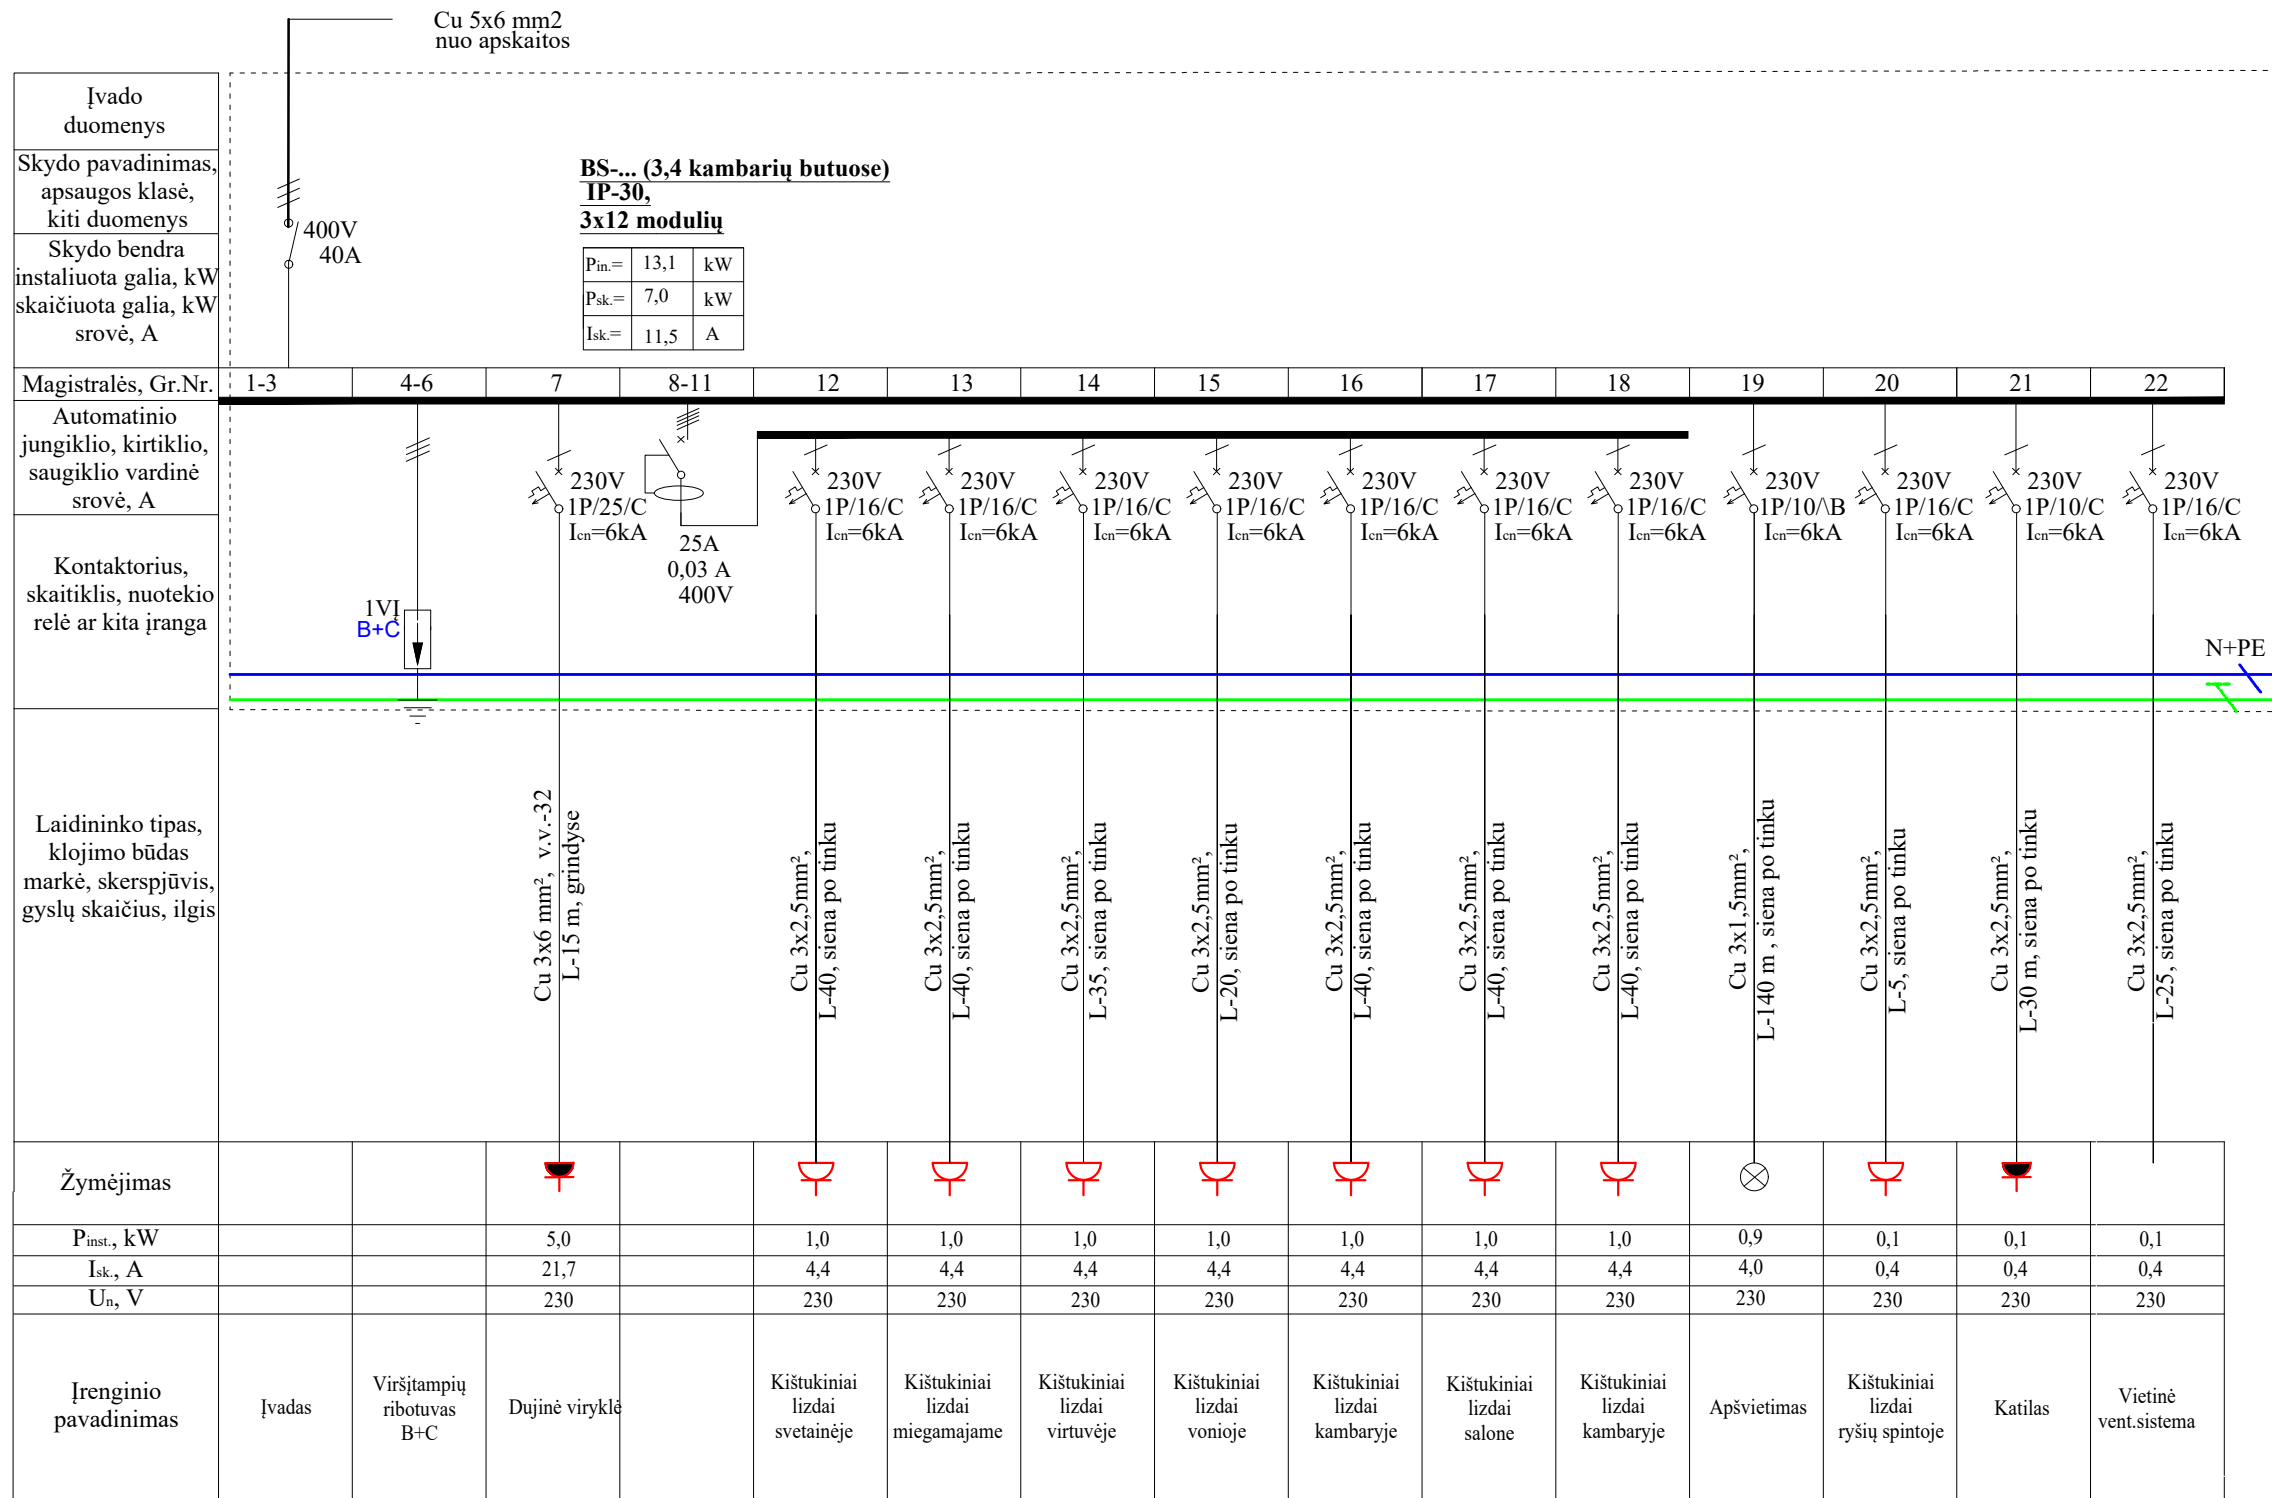 Cu 5x6 mm2
nuo apskaitos
Įvado
duomenys
Skydo pavadinimas,
apsaugos klasė,
kiti duomenys
Skydo bendra
instaliuota galia, kW
skaičiuota galia, kW
srovė, A
400V
40A
BS-... (3,4 kambarių butuose)
IP-30,
3x12 modulių
Pin.= 13,1 kW
Psk.= 7,0 kW
Isk.= 11,5 A
Magistralės, Gr.Nr. 1-3 4-6 7 8-11 12 13 14 15 16 17 18 19 20 21 22
Automatinio
jungiklio, kirtiklio,
saugiklio vardinė
srovė, A
230V 230V 230V 230V 230V 230V 230V 230V 230V 230V 230V 230V
1P/25/C 1P/16/C 1P/16/C 1P/16/C 1P/16/C 1P/16/C 1P/16/C 1P/16/C 1P/10/\B 1P/16/C 1P/10/C 1P/16/C
Icn=6kA Icn=6kA Icn=6kA Icn=6kA Icn=6kA Icn=6kA Icn=6kA Icn=6kA Icn=6kA Icn=6kA Icn=6kA Icn=6kA
25A
0,03 A
400V
Kontaktorius,
skaitiklis, nuotekio
relė ar kita įranga
1VĮ
B+C
N+PE
Laidininko tipas,
klojimo būdas
markė, skerspjūvis,
gyslų skaičius, ilgis
Cu 3x6 mm², v.v.-32
L-15 m, grindyse
Cu 3x2,5mm²,
L-40, siena po tinku
Cu 3x2,5mm²,
L-40, siena po tinku
Cu 3x2,5mm²,
L-35, siena po tinku
Cu 3x2,5mm²,
L-20, siena po tinku
Cu 3x2,5mm²,
L-40, siena po tinku
Cu 3x2,5mm²,
L-40, siena po tinku
Cu 3x2,5mm²,
L-40, siena po tinku
Cu 3x1,5mm²,
L-140 m , siena po tinku
Cu 3x2,5mm²,
L-5, siena po tinku
Cu 3x2,5mm²,
L-30 m, siena po tinku
Cu 3x2,5mm²,
L-25, siena po tinku
Žymėjimas
Pinst., kW 5,0 1,0 1,0 1,0 1,0 1,0 1,0 1,0 0,9 0,1 0,1 0,1
Isk., A 21,7 4,4 4,4 4,4 4,4 4,4 4,4 4,4 4,0 0,4 0,4 0,4
Un, V 230 230 230 230 230 230 230 230 230 230 230 230
Įrenginio
pavadinimas
Įvadas
Viršįtampių
ribotuvas
B+C
Dujinė viryklė
Kištukiniai
lizdai
svetainėje
Kištukiniai
lizdai
miegamajame
Kištukiniai
lizdai
virtuvėje
Kištukiniai
lizdai
vonioje
Kištukiniai
lizdai
kambaryje
Kištukiniai
lizdai
salone
Kištukiniai
lizdai
kambaryje
Apšvietimas
Kištukiniai
lizdai
ryšių spintoje
Katilas
Vietinė
vent.sistema